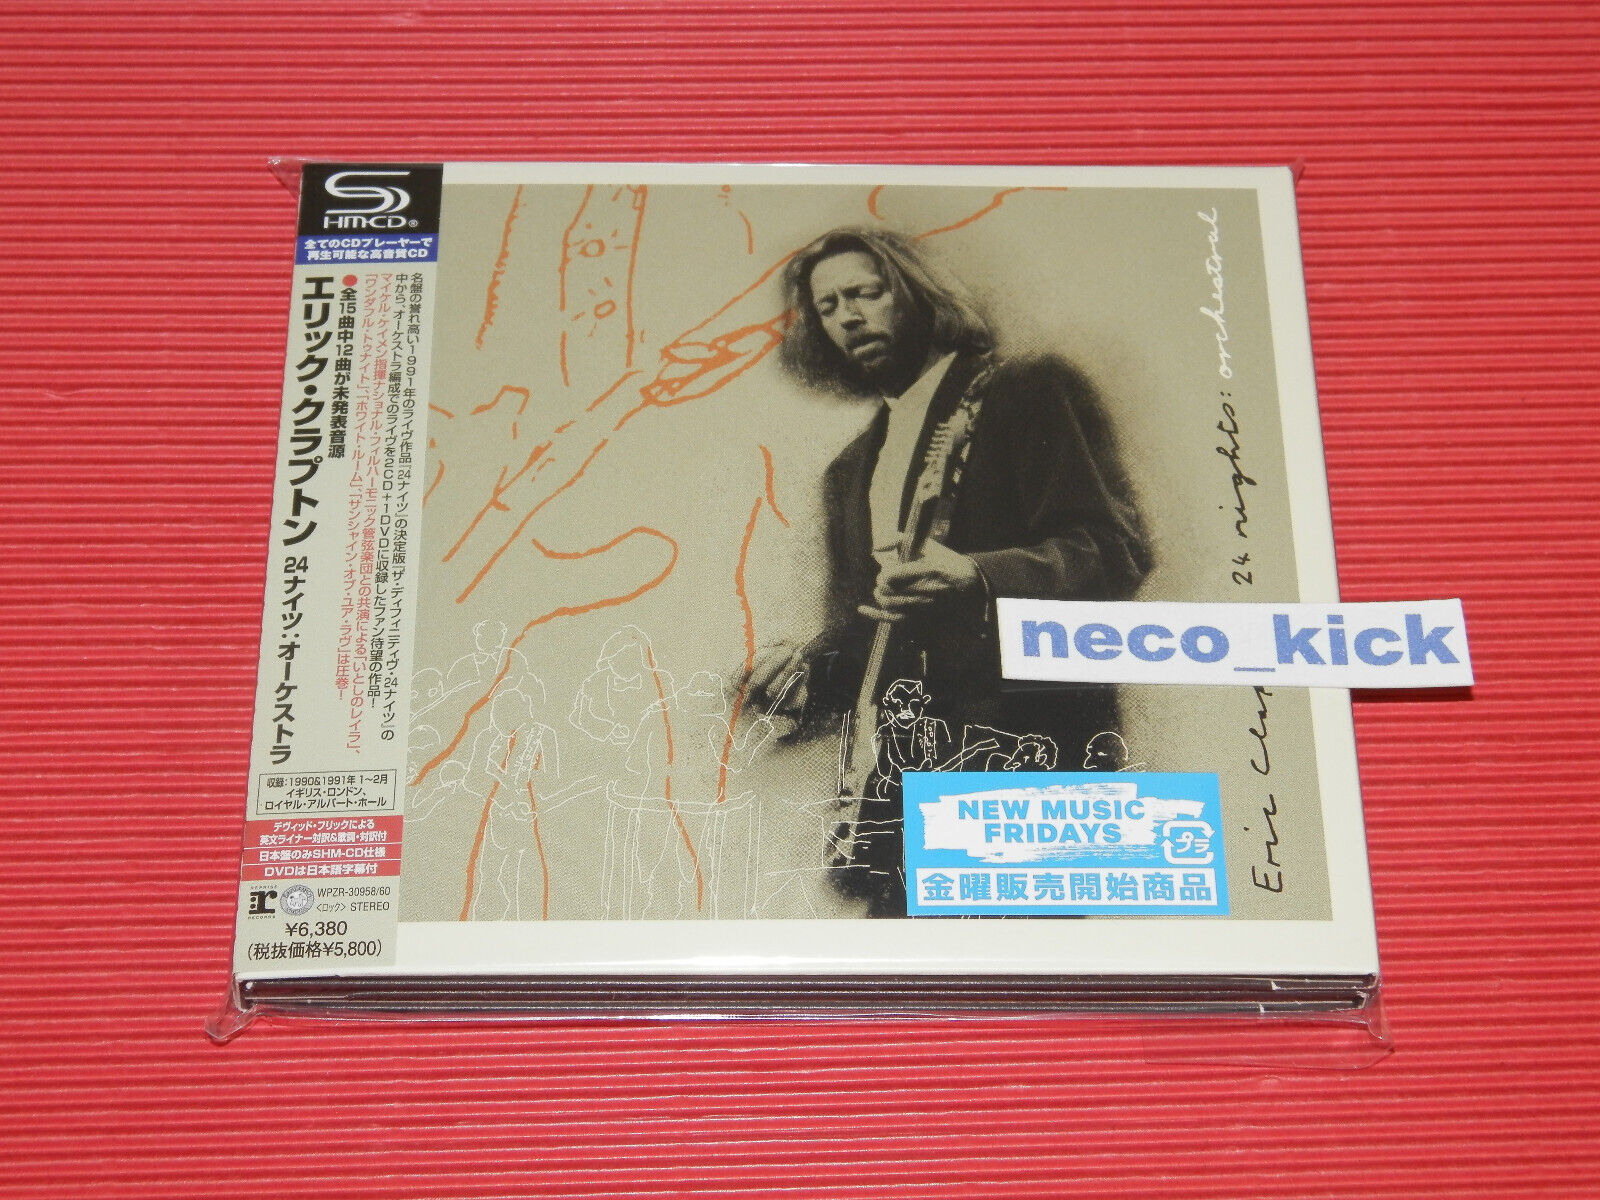 SHM-CD®
全てのCDプレーヤーで
再生可能な高音質CD
エリック・クラプトン 24ナイツ:オーケストラ
●全15曲中12曲が未発表音源
名盤の誉れ高い1991年のライヴ作品『24ナイツ』の決定版『ザ・ディフィニティヴ・24ナイツ』の
中から、オーケストラ編成でのライヴを2CD+1DVDに収録したファン待望の作品!
マイケル・ケイメン指揮ナショナル・フィルハーモニック管弦楽団との共演による「いとしのレイラ」、
「ワンダフル・トゥナイト」、「ホワイト・ルーム」、「サンシャイン・オブ・ユア・ラヴ」は圧巻!
収録:1990&1991年 1〜2月
イギリス・ロンドン、
ロイヤル・アルバート・ホール
デヴィッド・フリックによる
英文ライナー対訳&歌詞・対訳付
日本盤のみSHM-CD仕様
DVDは日本語字幕付
REPRISE
r
RECORDS
WPZR-30958/60
<ロック> STEREO
¥6,380
(税抜価格¥5,800)
Eric Cla
24 nights: orchestral
neco_kick
NEW MUSIC
FRIDAYS
プラ
金曜販売開始商品